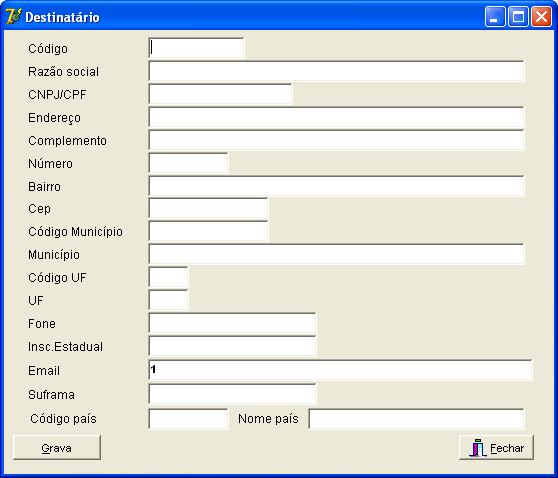 Destinatário
Código
Razão social
CNPJ/CPF
Endereço
Complemento
Número
Bairro
Cep
Código Município
Município
Código UF
UF
Fone
Insc.Estadual
Email 1
Suframa
Código país Nome país
Grava Fechar